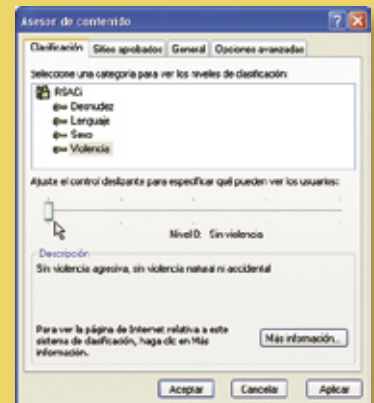 Asesor de contenido
Clasificación Sitios aprobados General Opciones avanzadas
Seleccione una categoría para ver los niveles de clasificación:
RSACi
Desnudez
Lenguaje
Sexo
Violencia
Ajuste el control deslizante para especificar qué pueden ver los usuarios:
Nivel 0: Sin violencia
Descripción
Sin violencia agresiva, sin violencia natural ni accidental
Para ver la página de Internet relativa a este
sistema de clasificación, haga clic en Más
información.
Más información...
Aceptar Cancelar Aplicar